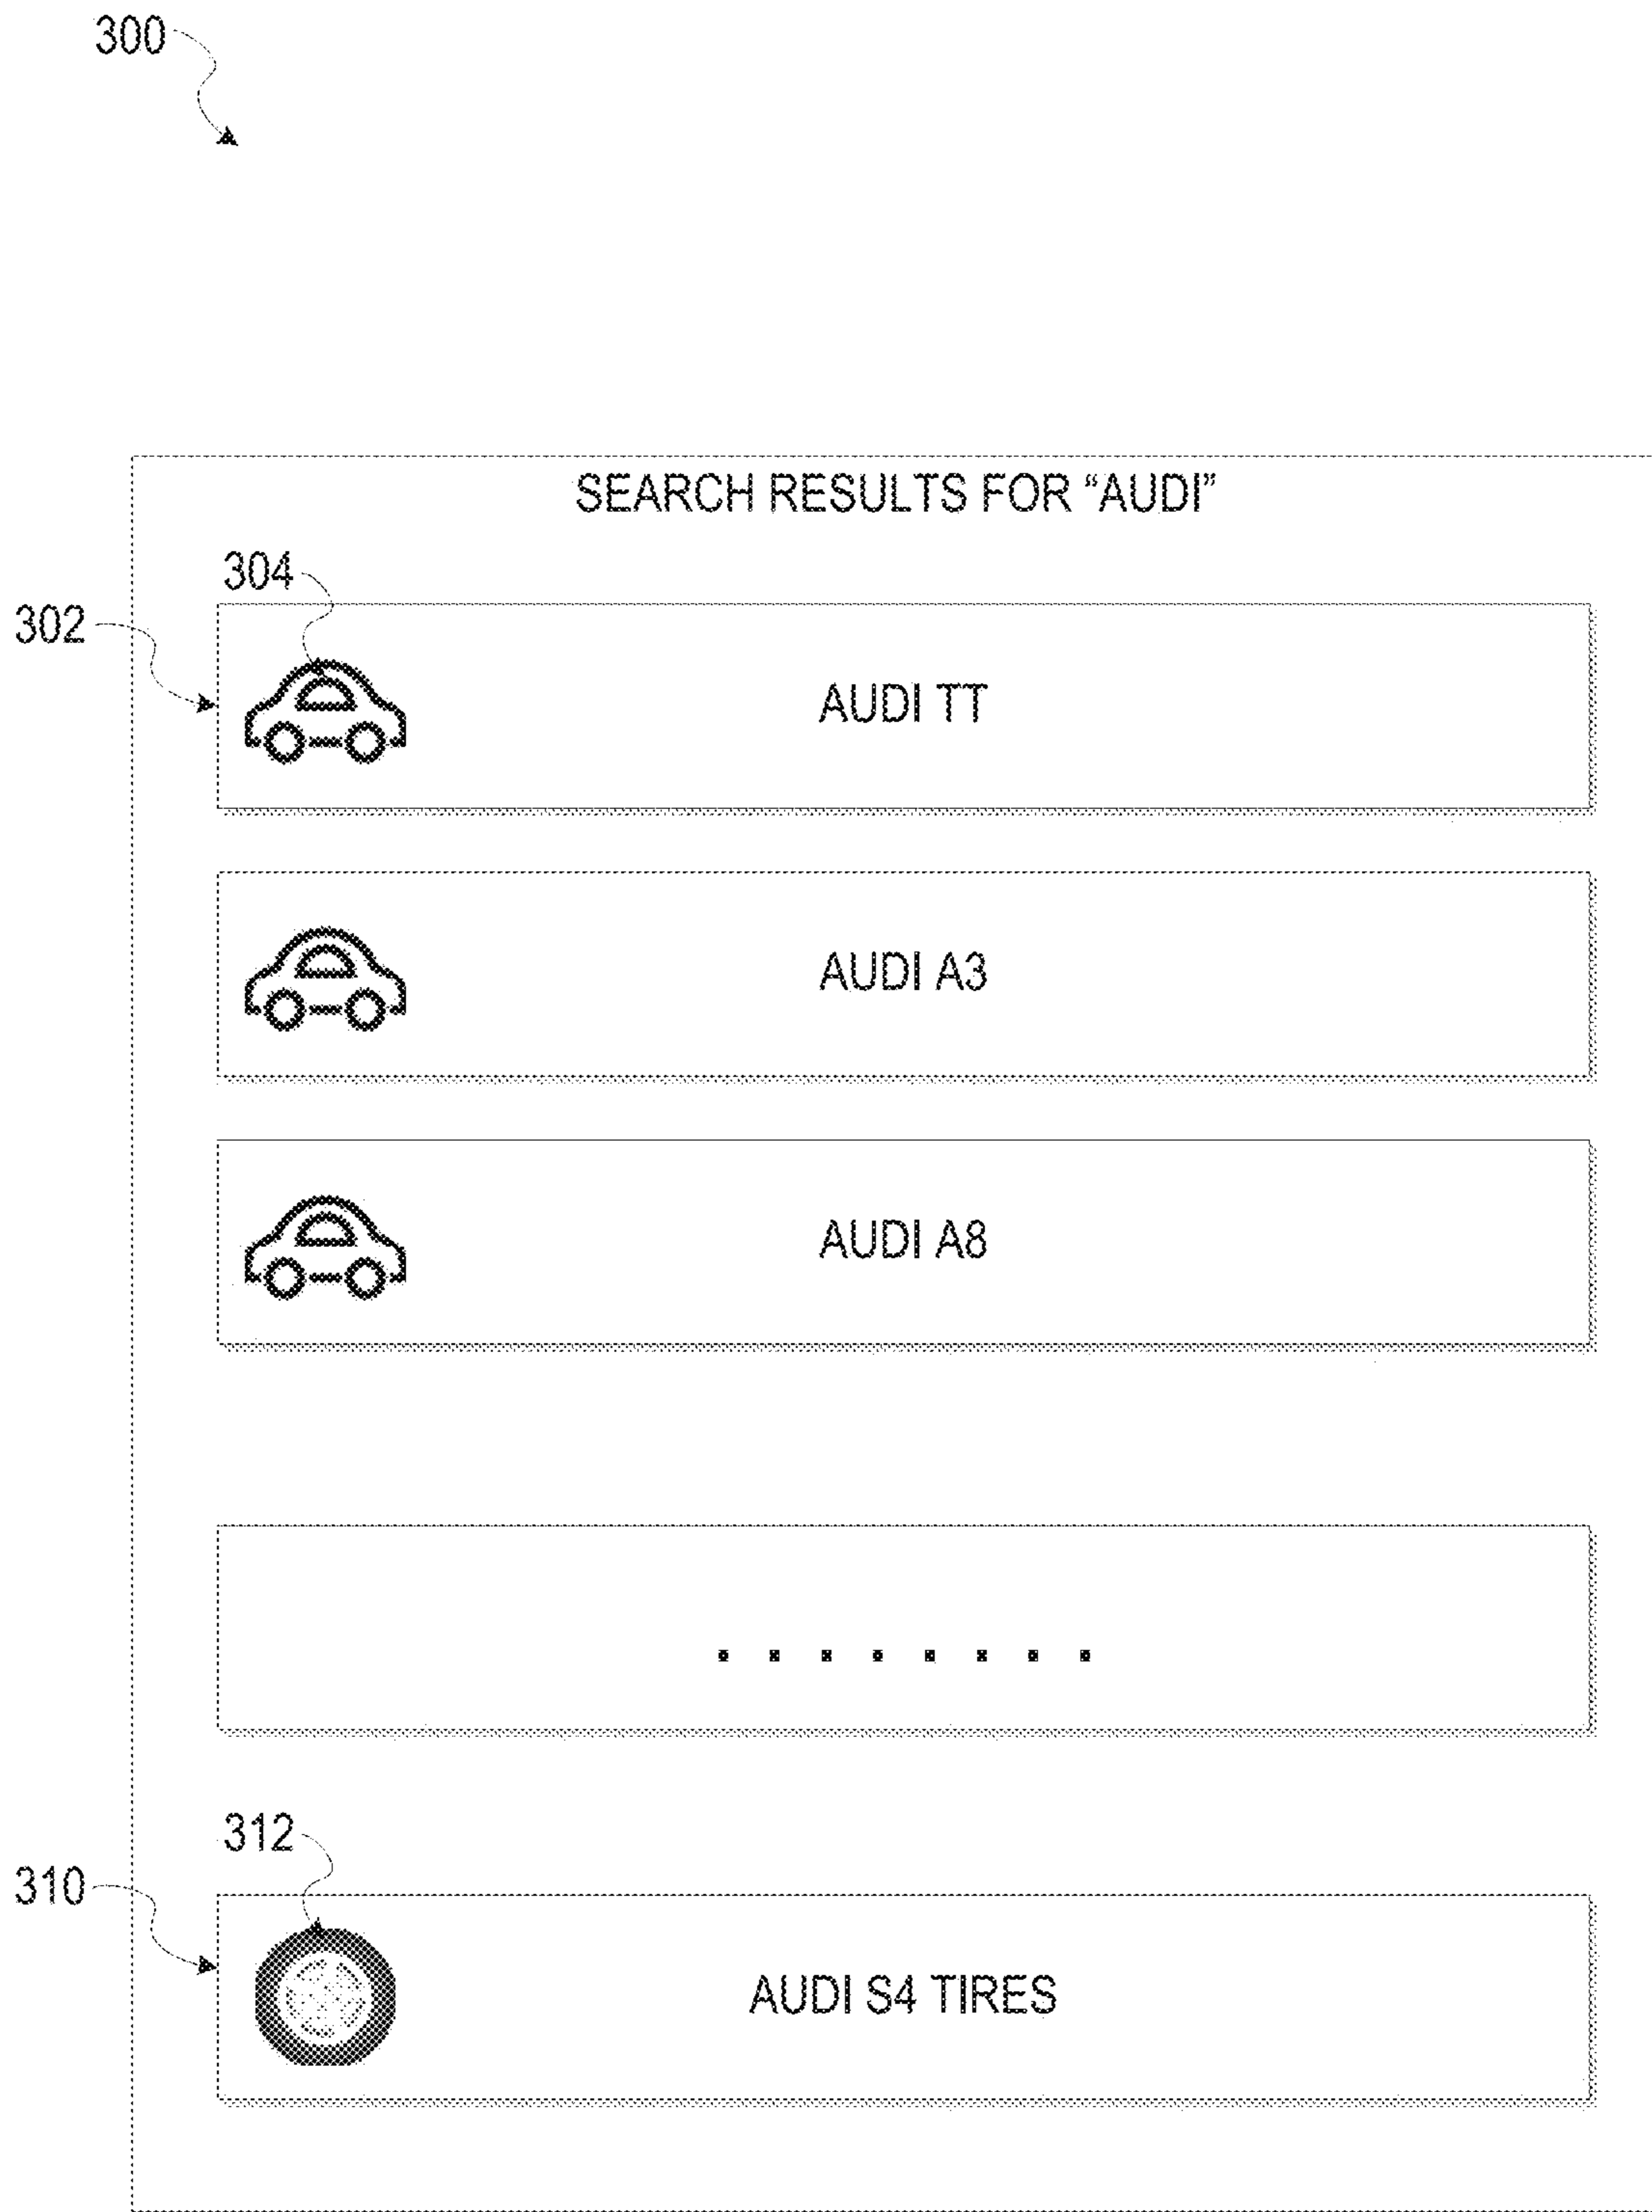 300
SEARCH RESULTS FOR “AUDI”
304
302
AUDI TT
AUDI A3
AUDI A8
. . . . . . . .
312
310
AUDI S4 TIRES